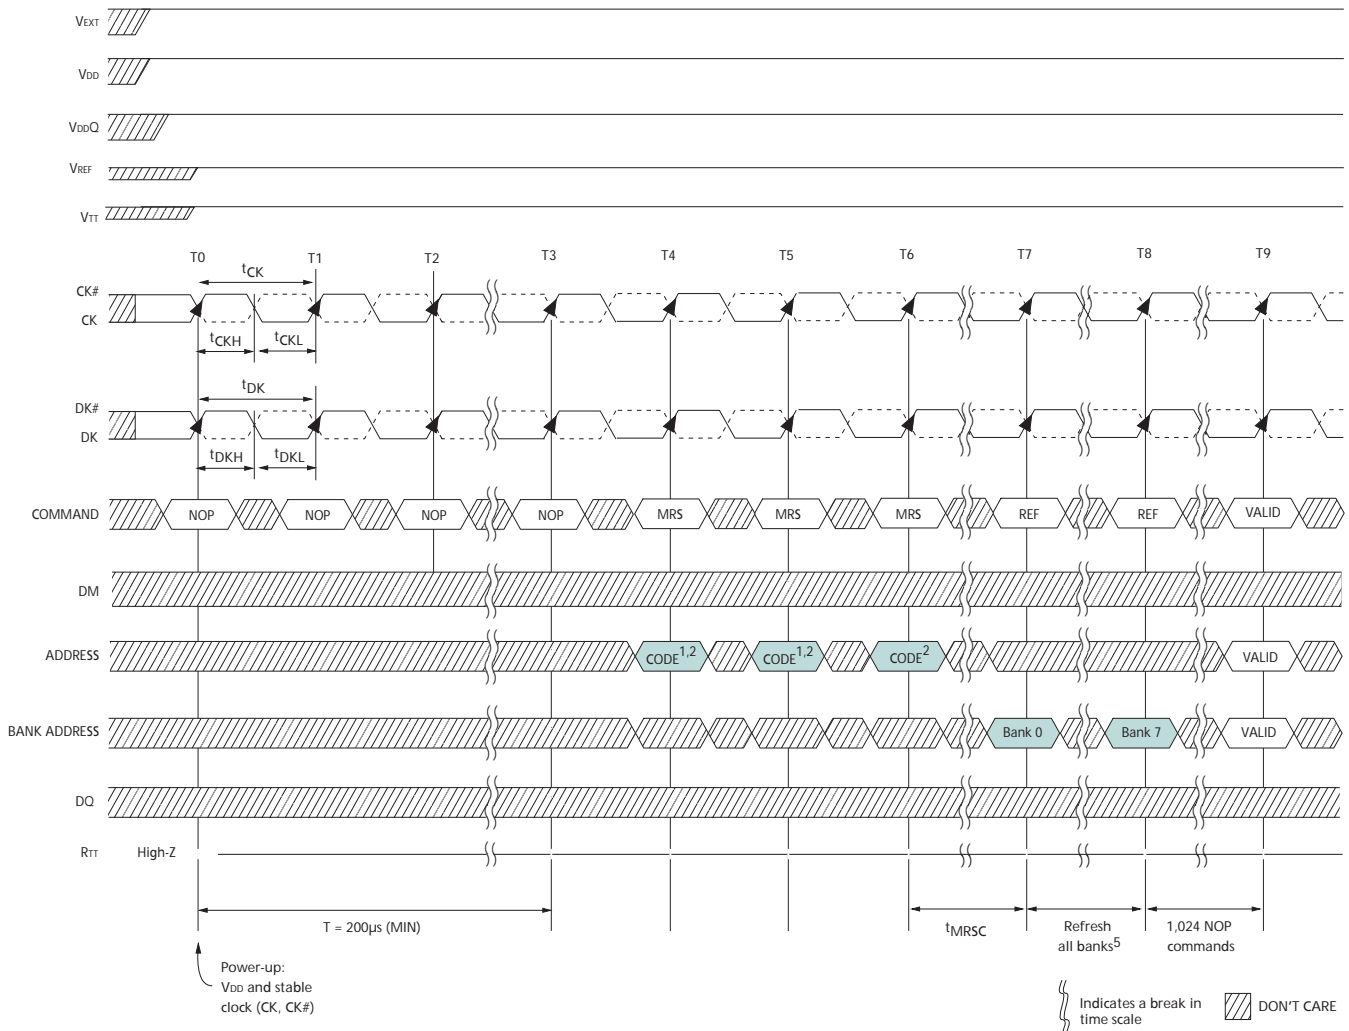 VEXT
VDD
VDDQ
VREF
VTT
T0 T1 T2 T3 T4 T5 T6 T7 T8 T9
tCK
CK#
CK
tCKH tCKL
tDK
DK#
DK
tDKH tDKL
COMMAND NOP NOP NOP NOP MRS MRS MRS REF REF VALID
DM
ADDRESS CODE1,2 CODE1,2 CODE2 VALID
BANK ADDRESS Bank 0 Bank 7 VALID
DQ
RTT High-Z
T = 200µs (MIN)
tMRSC
Refresh
all banks5
1,024 NOP
commands
Power-up:
VDD and stable
clock (CK, CK#)
Indicates a break in
time scale
DON'T CARE